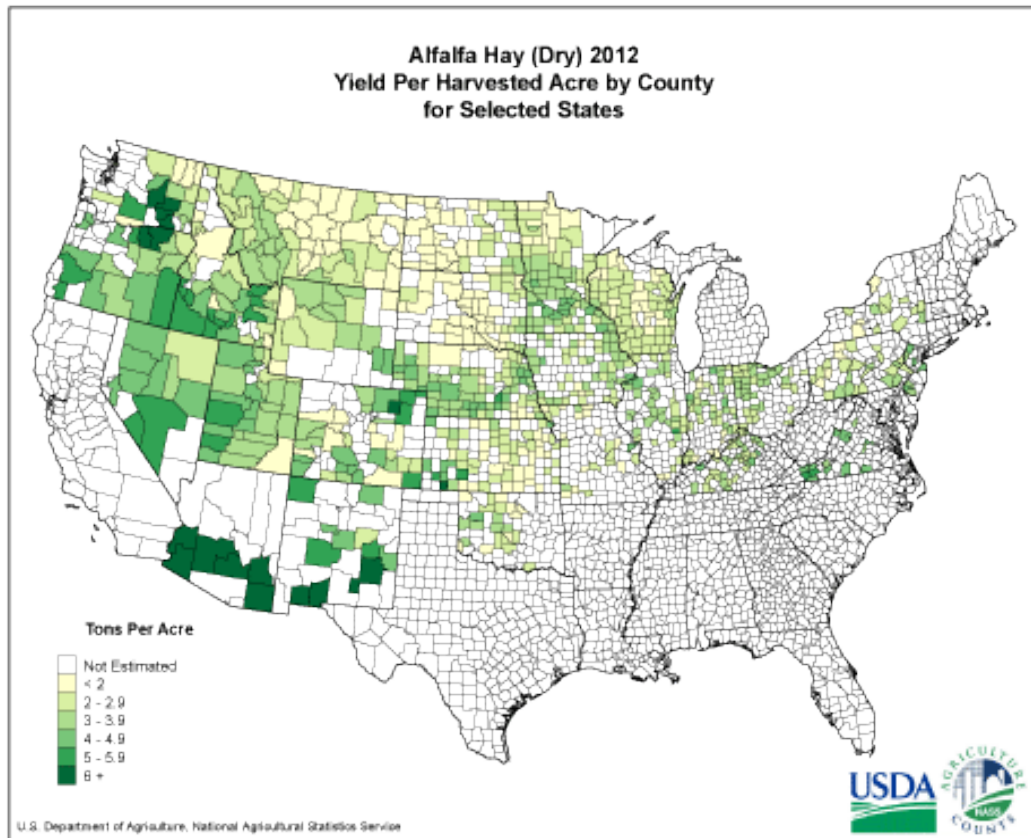 Alfalfa Hay (Dry) 2012
Yield Per Harvested Acre by County
for Selected States
Tons Per Acre
Not Estimated
< 2
2 - 2.9
3 - 3.9
4 - 4.9
5 - 5.9
6 +
USDA
AGRICULTURE
NASS
COUNTS
U.S. Department of Agriculture, National Agricultural Statistics Service